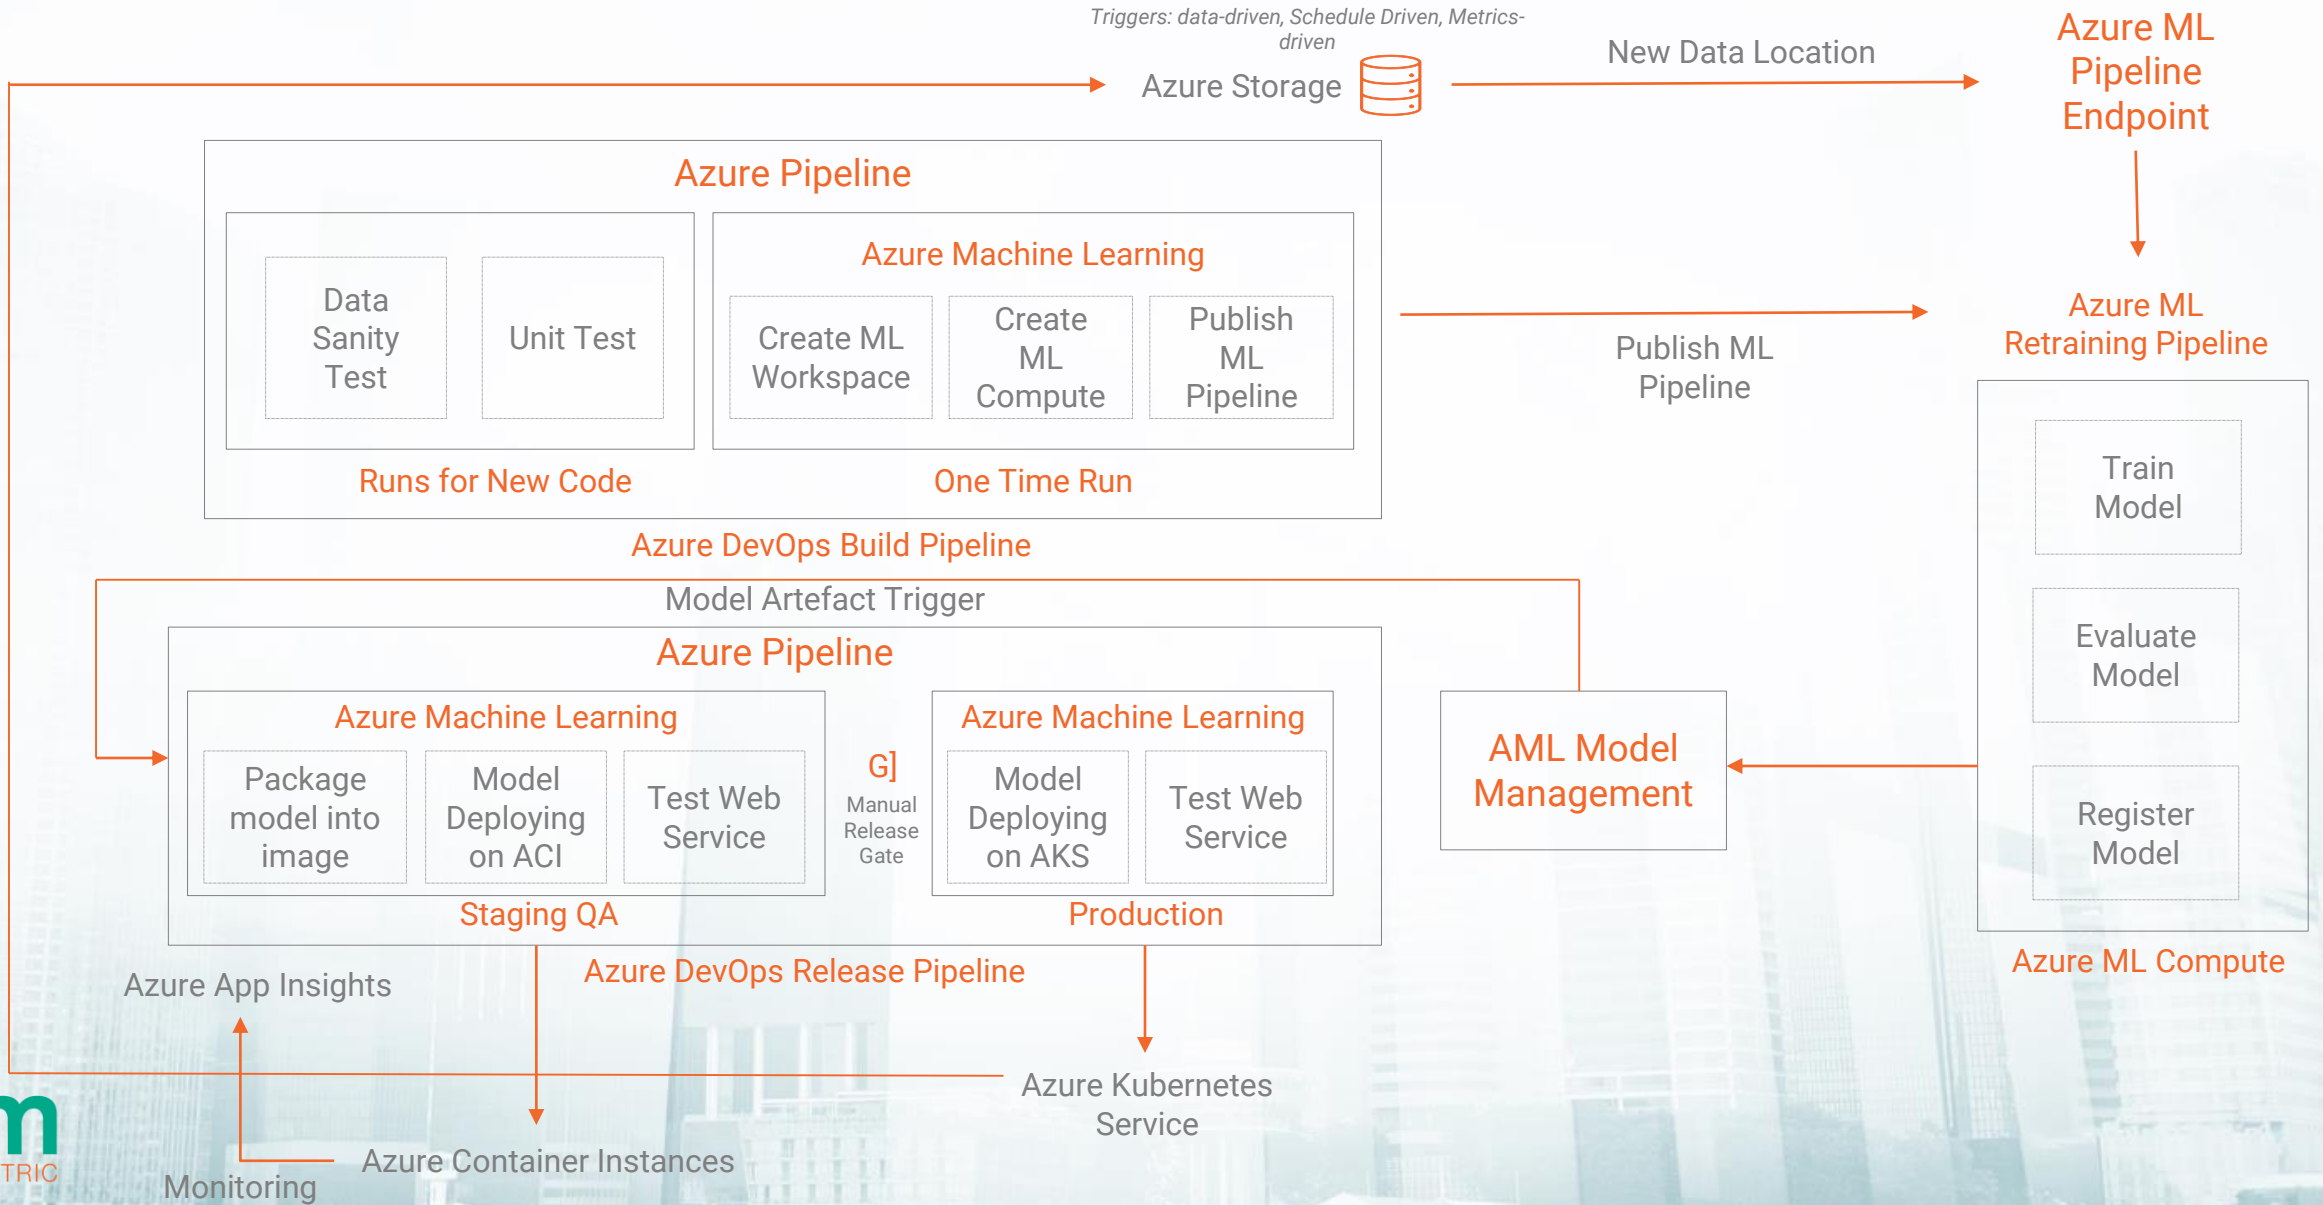 Triggers: data-driven, Schedule Driven, Metrics-
driven
Azure Storage
New Data Location
Azure ML
Pipeline
Endpoint
Azure Pipeline
Data
Sanity
Test
Unit Test
Runs for New Code
Azure Machine Learning
Create ML
Workspace
Create
ML
Compute
Publish
ML
Pipeline
One Time Run
Azure DevOps Build Pipeline
Publish ML
Pipeline
Azure ML
Retraining Pipeline
Train
Model
Evaluate
Model
Register
Model
Azure ML Compute
AML Model
Management
Model Artefact Trigger
Azure Pipeline
Azure Machine Learning
Package
model into
image
Model
Deploying
on ACI
Test Web
Service
Staging QA
G]
Manual
Release
Gate
Azure Machine Learning
Model
Deploying
on AKS
Test Web
Service
Production
Azure DevOps Release Pipeline
Azure App Insights
Azure Kubernetes
Service
Azure Container Instances
Monitoring
m
TRIC